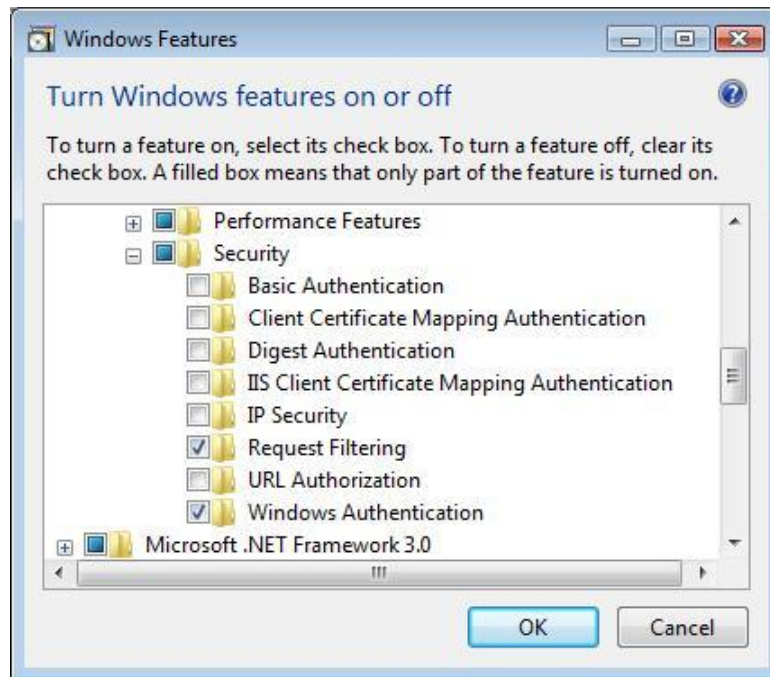 Windows Features
Turn Windows features on or off
To turn a feature on, select its check box. To turn a feature off, clear its
check box. A filled box means that only part of the feature is turned on.
Performance Features
Security
Basic Authentication
Client Certificate Mapping Authentication
Digest Authentication
IIS Client Certificate Mapping Authentication
IP Security
Request Filtering
URL Authorization
Windows Authentication
Microsoft .NET Framework 3.0
OK Cancel